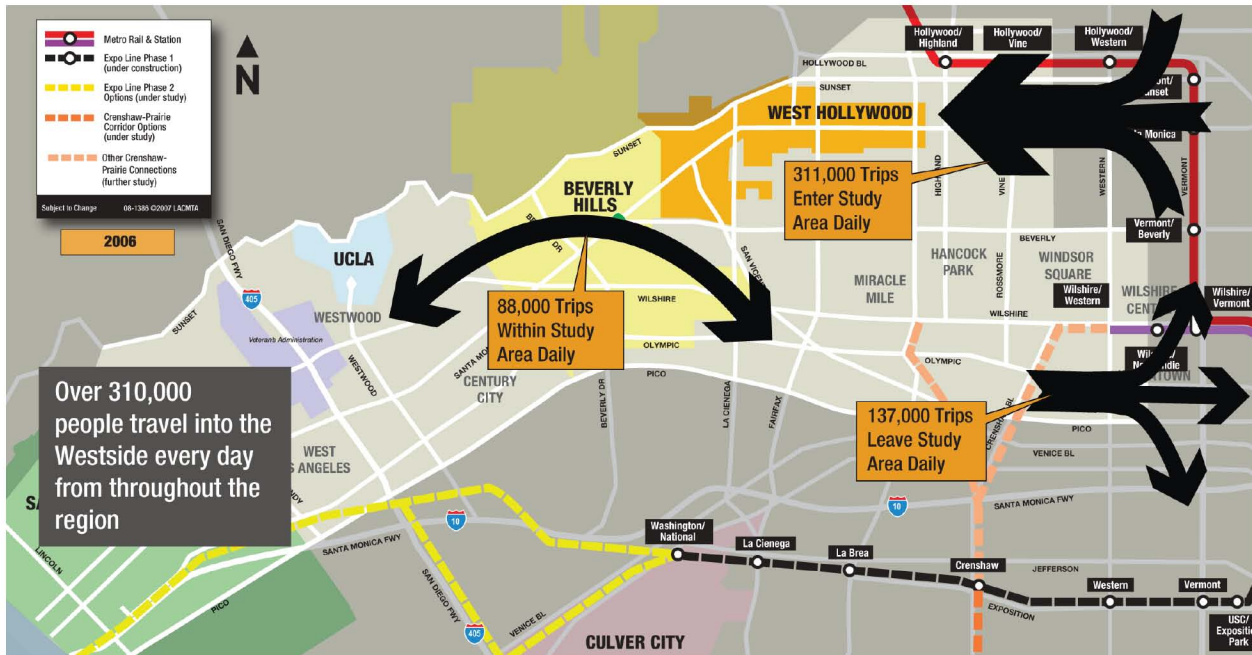 Metro Rail & Station
Expo Line Phase 1
(under construction)
Expo Line Phase 2
Options (under study)
Crenshaw-Prairie
Corridor Options
(under study)
Other Crenshaw-
Prairie Connections
(further study)
Subject to Change 08-1386 ©2007 LACMTA
2006
N
Hollywood/
Highland
Hollywood/
Vine
Hollywood/
Western
HOLLYWOOD BL
SUNSET
WEST HOLLYWOOD
SUNSET
311,000 Trips
Enter Study
Area Daily
HIGHLAND
VINE
WESTERN
VERMONT
BEVERLY
HILLS
BEVERLY DR
UCLA
SAN DIEGO FWY
405
SUNSET
WESTWOOD
Veteran's Administration
WESTWOOD
88,000 Trips
Within Study
Area Daily
WILSHIRE
SAN VICENTE
OLYMPIC
PICO
SANTA MONICA
CENTURY
CITY
BEVERLY DR
LA CIENEGA
FAIRFAX
MIRACLE
MILE
HANCOCK
PARK
ROSSMORE
BEVERLY
WINDSOR
SQUARE
Vermont/
Beverly
Wilshire/
Western
WILSHIRE
Wilshire/
Vermont
WILSHIRE
OLYMPIC
CRENSHAW BL
137,000 Trips
Leave Study
Area Daily
PICO
VENICE BL
SANTA MONICA FWY
10
Over 310,000
people travel into the
Westside every day
from throughout the
region
WEST
LOS ANGELES
LINCOLN
PICO
SANTA MONICA FWY
10
SAN DIEGO FWY
405
VENICE BL
Washington/
National
La Cienega
La Brea
Crenshaw
JEFFERSON
EXPOSITION
Western
Vermont
USC/
Exposition
Park
CULVER CITY